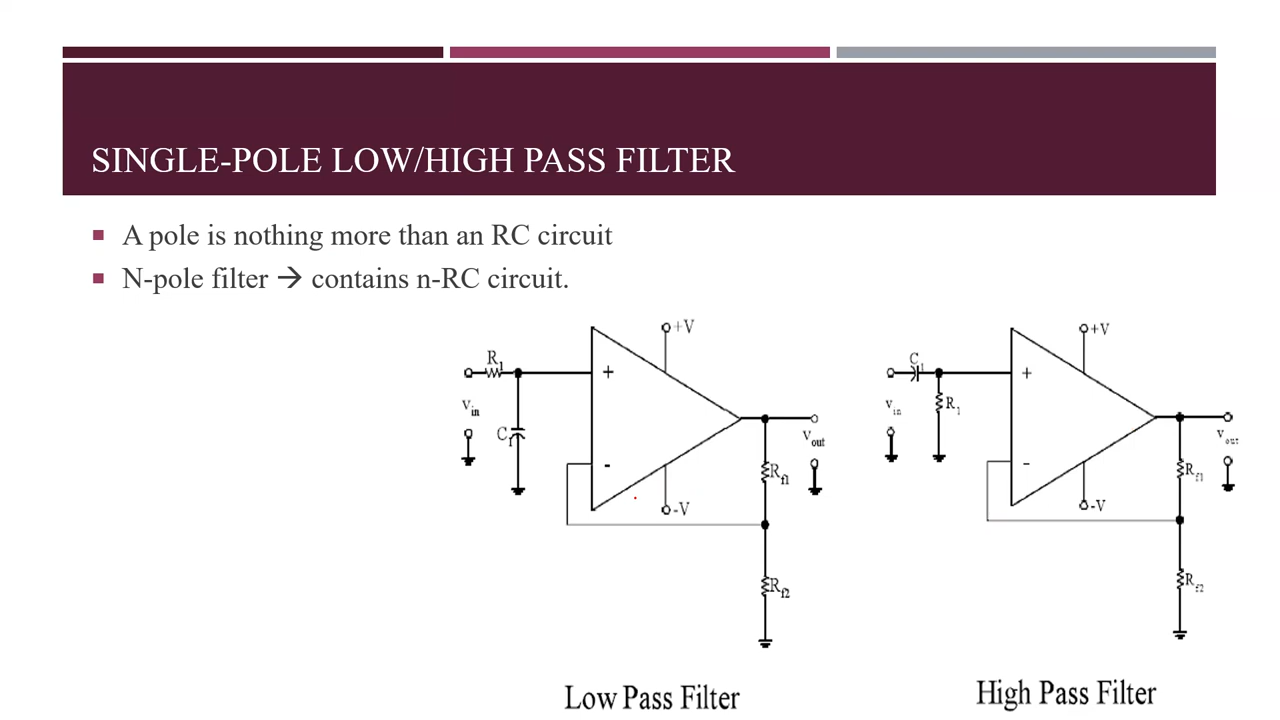 SINGLE-POLE LOW/HIGH PASS FILTER
A pole is nothing more than an RC circuit
N-pole filter → contains n-RC circuit.
+V
R1
+
Vin
C1
Vout
-
Rf1
-V
Rf2
Low Pass Filter
+V
C1
+
Vin
R1
Vout
-
Rf1
-V
Rf2
High Pass Filter